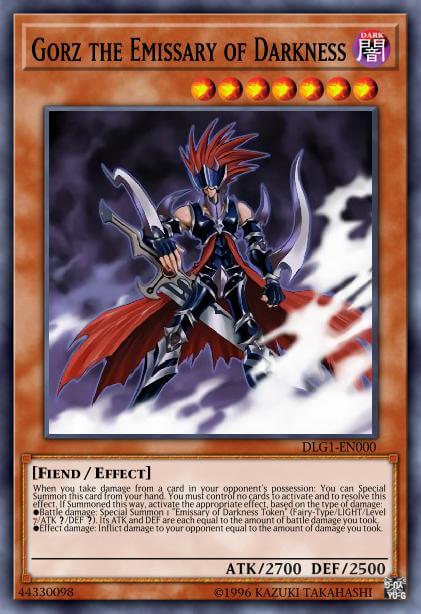 Gorz the Emissary of Darkness
DARK
闇
DLG1-EN000
[Fiend / Effect]
When you take damage from a card in your opponent's possession: You can Special
Summon this card from your hand. You must control no cards to activate and to resolve this
effect. If Summoned this way, activate the appropriate effect, based on the type of damage:
●Battle damage: Special Summon 1 "Emissary of Darkness Token" (Fairy-Type/LIGHT/Level
7/ATK ?/DEF ?). Its ATK and DEF are each equal to the amount of battle damage you took.
●Effect damage: Inflict damage to your opponent equal to the amount of damage you took.
ATK/2700 DEF/2500
44330098
©1996 KAZUKI TAKAHASHI